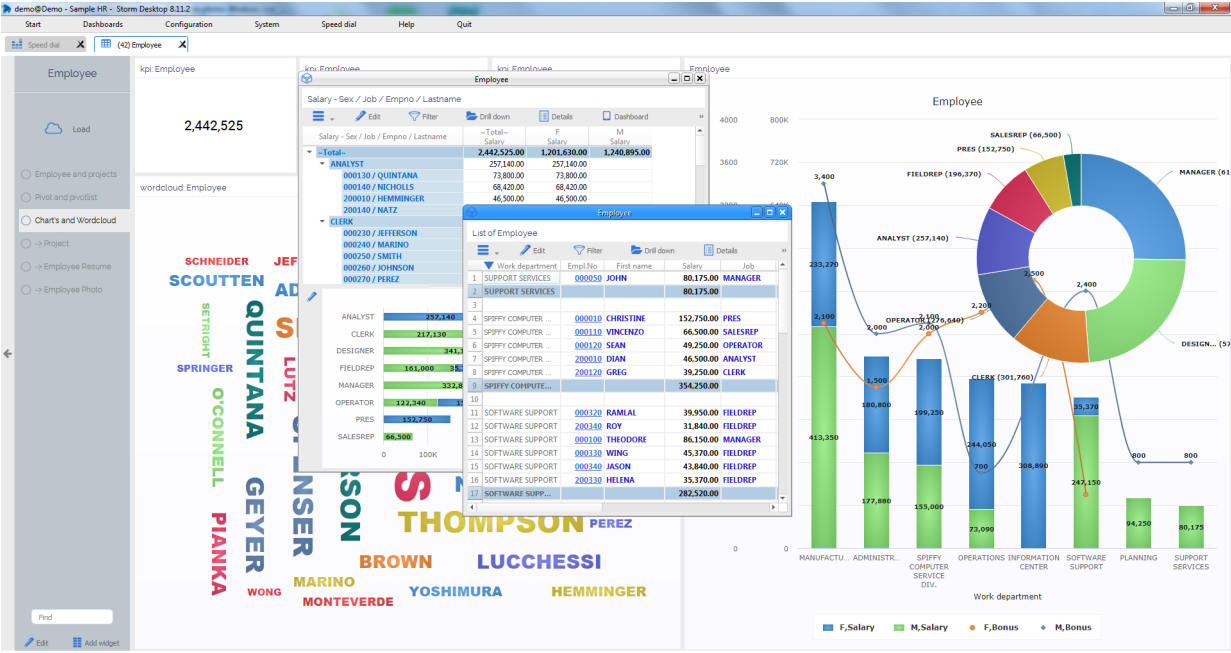 demo@Demo - Sample HR - Storm Desktop 8.11.2
Start Dashboards Configuration System Speed dial Help Quit
Speed dial (42) Employee
Employee
Load
Employee and projects
Pivot and pivotlist
Chart's and Wordcloud
-> Project
-> Employee Resume
-> Employee Photo
Find
Edit Add widget
kpi: Employee
2,442,525
kpi: Employee
kpi: Employee
wordcloud: Employee
SCHNEIDER
SCOUTTEN
SETRIGHT
QUINTANA
SPRINGER
LUTZ
O'CONNELL
GEYER
PIANKA
THOMPSON
PEREZ
BROWN
LUCCHESSI
MARINO
WONG
MONTEVERDE
YOSHIMURA
HEMMINGER
Employee
Salary - Sex / Job / Empno / Lastname
Edit Filter Drill down Details Dashboard »
Salary - Sex / Job / Empno / Lastname ~Total~ F M
Salary Salary Salary
~Total~ 2,442,525.00 1,201,630.00 1,240,895.00
ANALYST 257,140.00 257,140.00
000130 / QUINTANA 73,800.00 73,800.00
000140 / NICHOLLS 68,420.00 68,420.00
200010 / HEMMINGER 46,500.00 46,500.00
200140 / NATZ
CLERK
000230 / JEFFERSON
000240 / MARINO
000250 / SMITH
000260 / JOHNSON
000270 / PEREZ
ANALYST 257,140
CLERK 217,130
DESIGNER
FIELDREP 161,000
MANAGER
OPERATOR 122,340
PRES 152,750
SALESREP 66,500
0 100K
Employee
List of Employee
Edit Filter Drill down Details »
Work department Empl.No First name Salary Job
1 SUPPORT SERVICES 000050 JOHN 80,175.00 MANAGER
2 SUPPORT SERVICES 80,175.00
3
4 SPIFFY COMPUTER ... 000010 CHRISTINE 152,750.00 PRES
5 SPIFFY COMPUTER ... 000110 VINCENZO 66,500.00 SALESREP
6 SPIFFY COMPUTER ... 000120 SEAN 49,250.00 OPERATOR
7 SPIFFY COMPUTER ... 200010 DIAN 46,500.00 ANALYST
8 SPIFFY COMPUTER ... 200120 GREG 39,250.00 CLERK
9 SPIFFY COMPUTE... 354,250.00
10
11 SOFTWARE SUPPORT 000320 RAMLAL 39,950.00 FIELDREP
12 SOFTWARE SUPPORT 200340 ROY 31,840.00 FIELDREP
13 SOFTWARE SUPPORT 000100 THEODORE 86,150.00 MANAGER
14 SOFTWARE SUPPORT 000330 WING 45,370.00 FIELDREP
15 SOFTWARE SUPPORT 000340 JASON 43,840.00 FIELDREP
16 SOFTWARE SUPPORT 200330 HELENA 35,370.00 FIELDREP
17 SOFTWARE SUPP... 282,520.00
Employee
Employee
4000 800K
3600 720K
0 0
SALESREP (66,500)
PRES (152,750)
FIELDREP (196,370)
ANALYST (257,140)
OPERATOR (276,640)
CLERK (301,760)
MANAGER (61
DESIGN... (57
3,400
233,270
2,100
413,350
2,000
1,500
180,800
177,880
2,100
2,000
199,250
155,000
2,200
244,050
700
73,090
2,500
308,890
2,400
35,370
247,150
800
94,250
800
80,175
MANUFACTU... ADMINISTR... SPIFFY COMPUTER SERVICE DIV. OPERATIONS INFORMATION CENTER SOFTWARE SUPPORT PLANNING SUPPORT SERVICES
Work department
F,Salary M,Salary F,Bonus M,Bonus